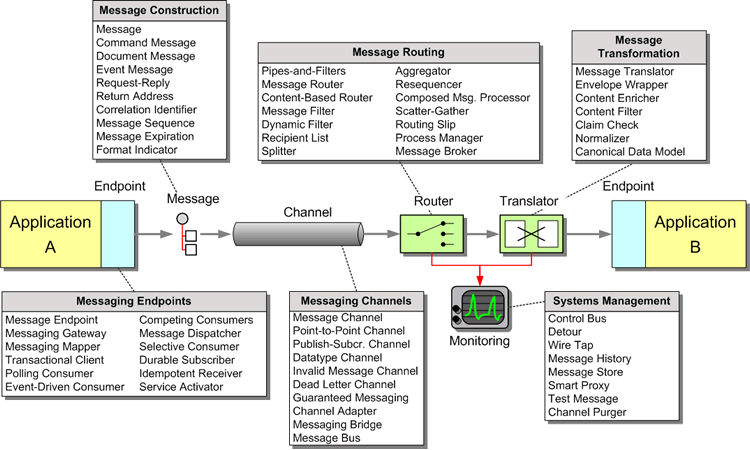 Message Construction
Message
Command Message
Document Message
Event Message
Request-Reply
Return Address
Correlation Identifier
Message Sequence
Message Expiration
Format Indicator
Message Routing
Pipes-and-Filters
Message Router
Content-Based Router
Message Filter
Dynamic Filter
Recipient List
Splitter
Aggregator
Resequencer
Composed Msg. Processor
Scatter-Gather
Routing Slip
Process Manager
Message Broker
Message
Transformation
Message Translator
Envelope Wrapper
Content Enricher
Content Filter
Claim Check
Normalizer
Canonical Data Model
Endpoint
Message
Channel
Router
Translator
Endpoint
Application
A
Application
B
Messaging Endpoints
Message Endpoint
Messaging Gateway
Messaging Mapper
Transactional Client
Polling Consumer
Event-Driven Consumer
Competing Consumers
Message Dispatcher
Selective Consumer
Durable Subscriber
Idempotent Receiver
Service Activator
Messaging Channels
Message Channel
Point-to-Point Channel
Publish-Subcr. Channel
Datatype Channel
Invalid Message Channel
Dead Letter Channel
Guaranteed Messaging
Channel Adapter
Messaging Bridge
Message Bus
Monitoring
Systems Management
Control Bus
Detour
Wire Tap
Message History
Message Store
Smart Proxy
Test Message
Channel Purger